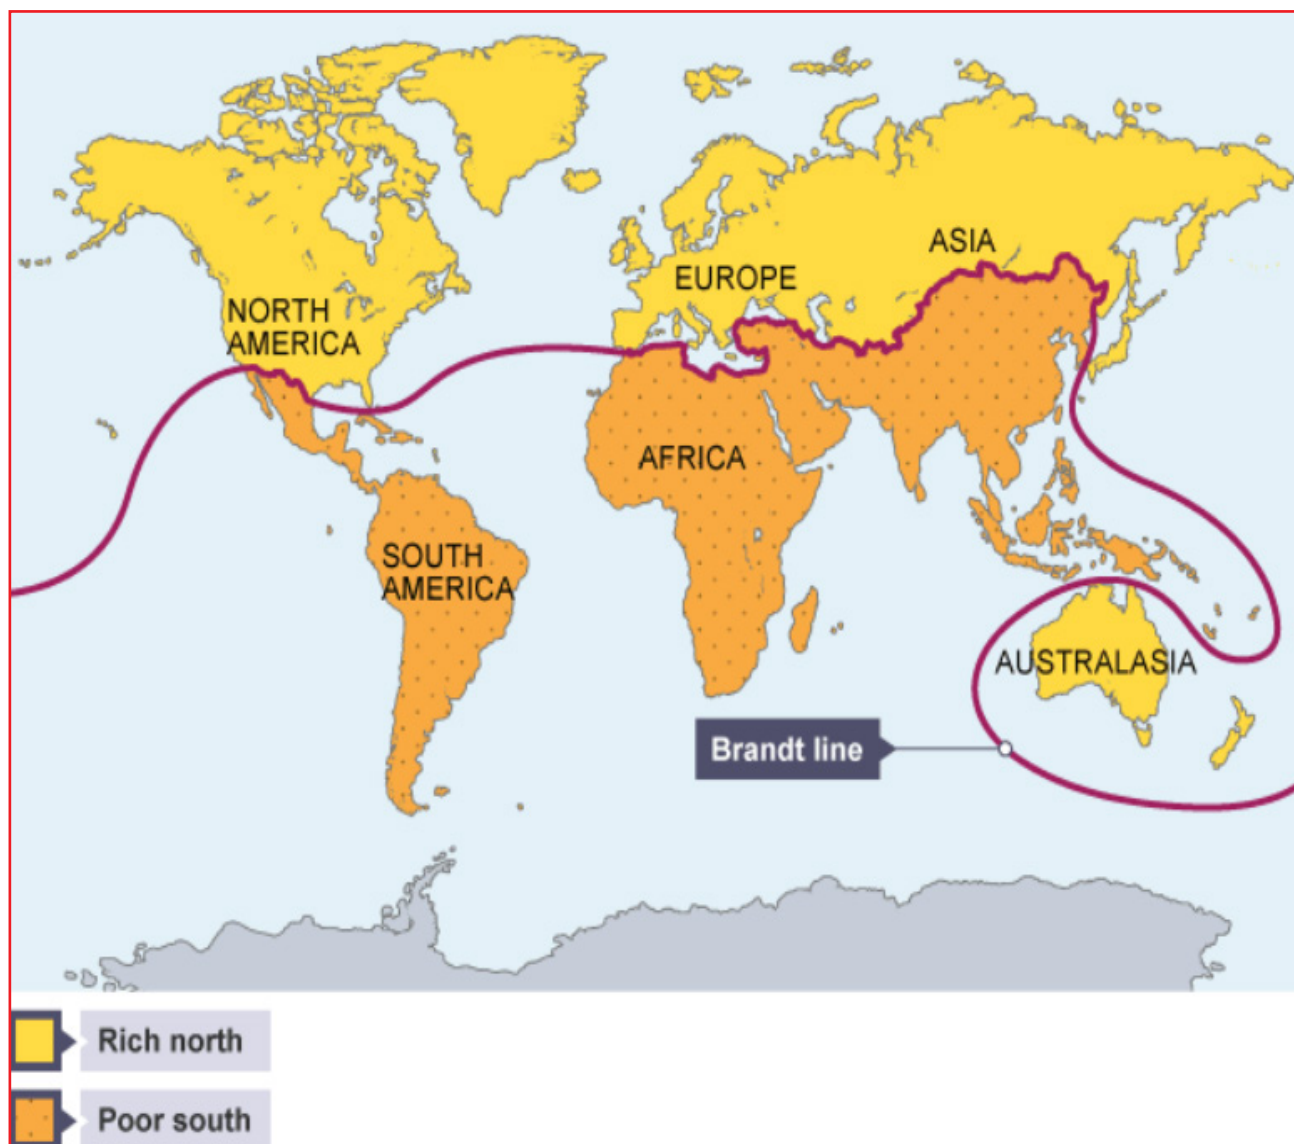 ASIA
EUROPE
NORTH
AMERICA
AFRICA
SOUTH
AMERICA
AUSTRALASIA
Brandt line
Rich north
Poor south